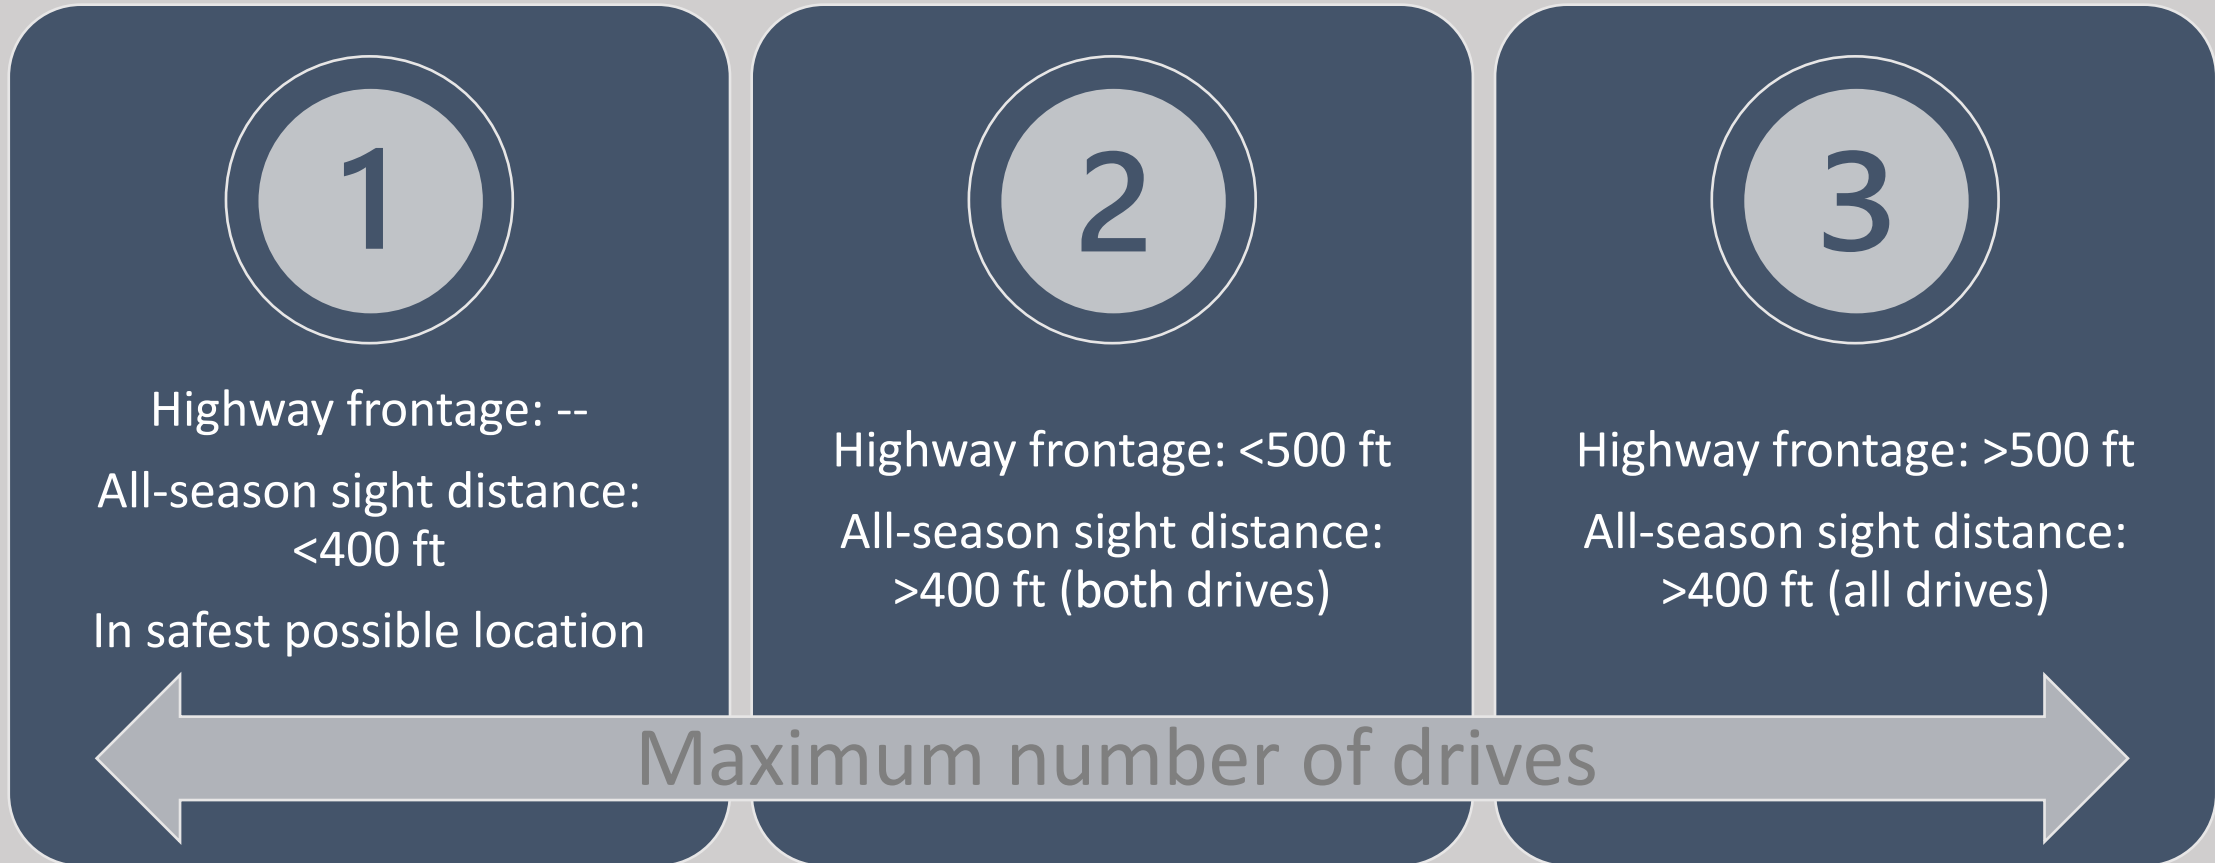 1
Highway frontage: --
All-season sight distance:
<400 ft
In safest possible location
2
Highway frontage: <500 ft
All-season sight distance:
>400 ft (both drives)
3
Highway frontage: >500 ft
All-season sight distance:
>400 ft (all drives)
Maximum number of drives